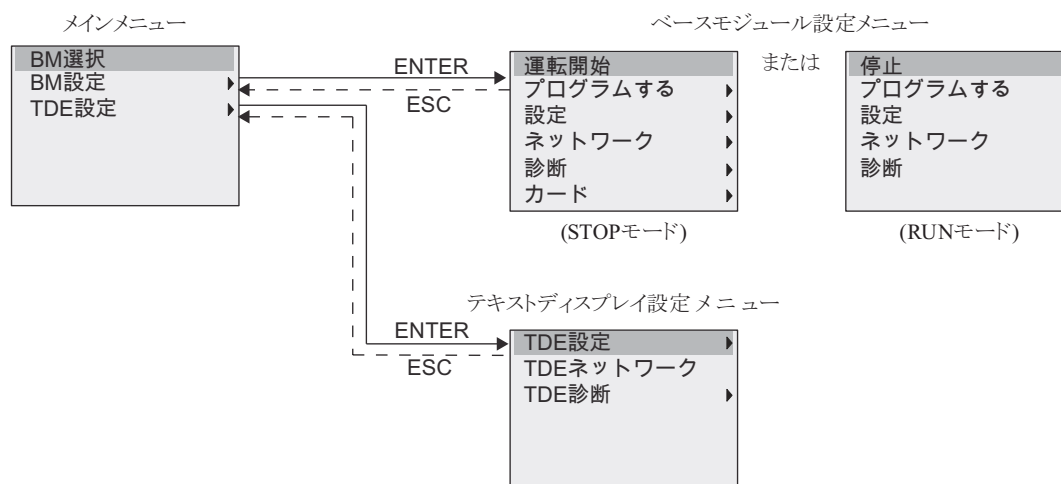 メインメニュー
BM選択
BM設定
TDE設定
ENTER
ESC
ベースモジュール設定メニュー
運転開始
プログラムする
設定
ネットワーク
診断
カード
(STOPモード)
または
停止
プログラムする
設定
ネットワーク
診断
(RUNモード)
テキストディスプレイ設定メニュー
ENTER
ESC
TDE設定
TDEネットワーク
TDE診断